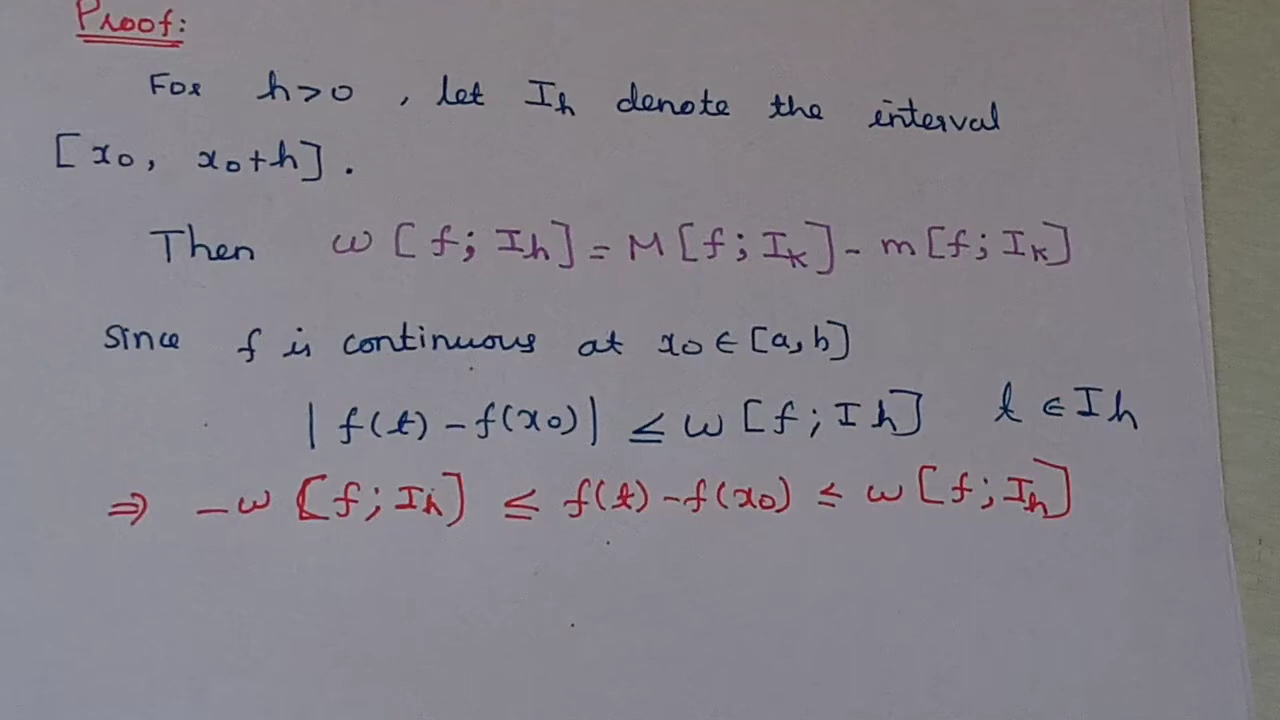 Proof:
For h>0 , let Iₕ denote the interval
[x₀, x₀+h] .
Then ω [f; Iₕ] = M[f; Iₖ] - m[f; Iₖ]
Since f is continuous at x₀ ∈ [a,b]
|f(t) - f(x₀)| ≤ ω [f; Iₕ] t ∈ Iₕ
⇒ -ω [f; Iₕ] ≤ f(t) - f(x₀) ≤ ω [f; Iₕ]